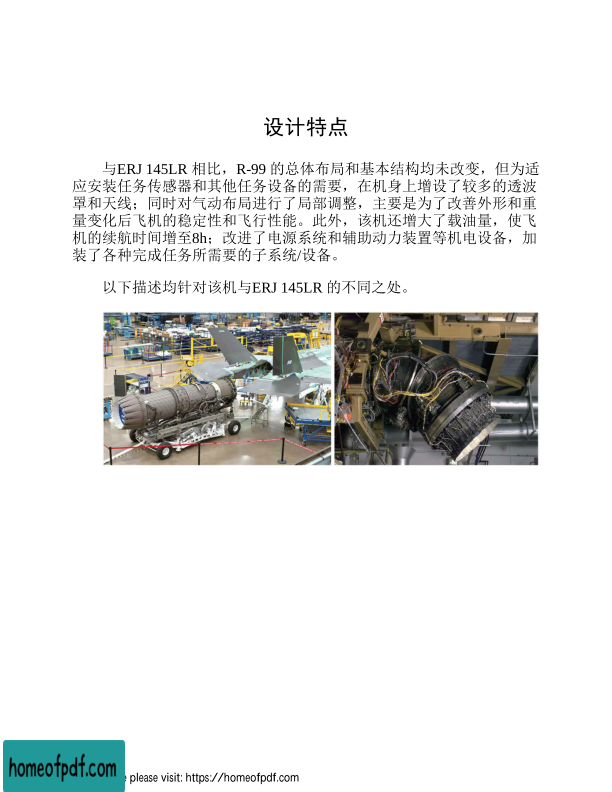 设计特点
与ERJ 145LR 相比，R-99 的总体布局和基本结构均未改变，但为适
应安装任务传感器和其他任务设备的需要，在机身上增设了较多的透波
罩和天线；同时对气动布局进行了局部调整，主要是为了改善外形和重
量变化后飞机的稳定性和飞行性能。此外，该机还增大了载油量，使飞
机的续航时间增至8h；改进了电源系统和辅助动力装置等机电设备，加
装了各种完成任务所需要的子系统/设备。
以下描述均针对该机与ERJ 145LR 的不同之处。
homeofpdf.com
e please visit: https://homeofpdf.com